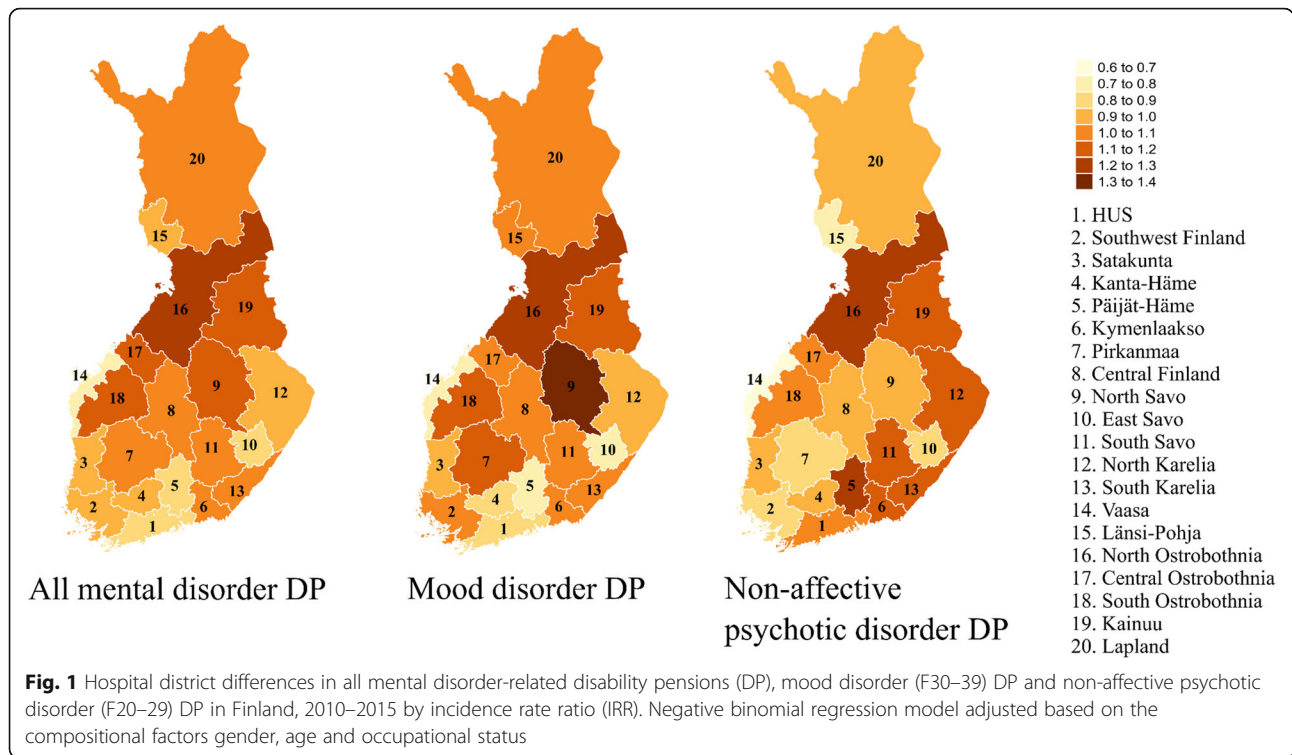 20
15
16
19
17
14
18
9
12
8
3
7
11
10
5
4
13
2
6
1
All mental disorder DP
20
15
16
19
17
14
18
9
12
8
3
7
11
10
5
4
13
2
6
1
Mood disorder DP
20
15
16
19
17
14
18
9
12
8
3
7
11
10
5
4
13
2
6
1
Non-affective
psychotic disorder DP
0.6 to 0.7
0.7 to 0.8
0.8 to 0.9
0.9 to 1.0
1.0 to 1.1
1.1 to 1.2
1.2 to 1.3
1.3 to 1.4
1. HUS
2. Southwest Finland
3. Satakunta
4. Kanta-Häme
5. Päijät-Häme
6. Kymenlaakso
7. Pirkanmaa
8. Central Finland
9. North Savo
10. East Savo
11. South Savo
12. North Karelia
13. South Karelia
14. Vaasa
15. Länsi-Pohja
16. North Ostrobothnia
17. Central Ostrobothnia
18. South Ostrobothnia
19. Kainuu
20. Lapland
Fig. 1 Hospital district differences in all mental disorder-related disability pensions (DP), mood disorder (F30–39) DP and non-affective psychotic
disorder (F20–29) DP in Finland, 2010–2015 by incidence rate ratio (IRR). Negative binomial regression model adjusted based on the
compositional factors gender, age and occupational status